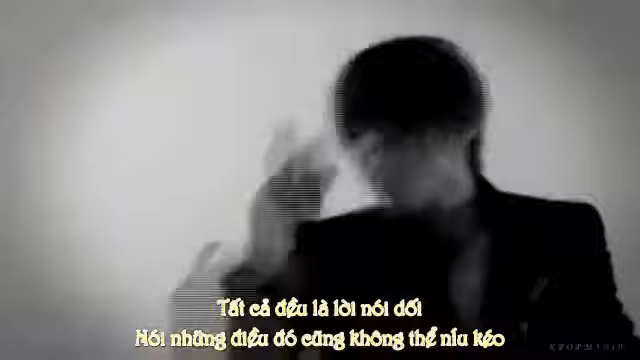 Tất cả đều là lời nói dối
Nói những điều đó cũng không thể níu kéo